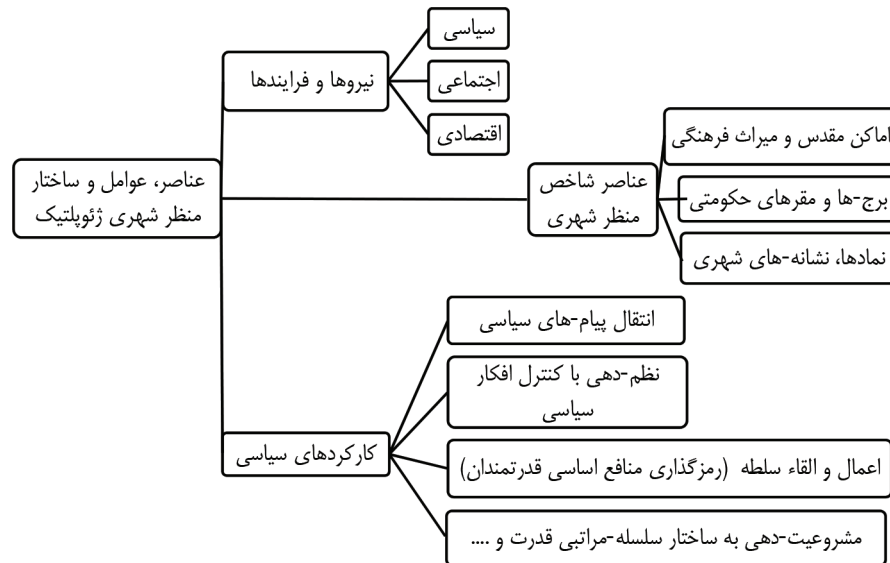 عناصر، عوامل و ساختار
منظر شهری ژئوپلتیک
نیروها و فرایندها
سیاسی
اجتماعی
اقتصادی
عناصر شاخص
منظر شهری
اماکن مقدس و میراث فرهنگی
برج-ها و مقرهای حکومتی
نمادها، نشانه-های شهری
کارکردهای سیاسی
انتقال پیام-های سیاسی
نظم-دهی با کنترل افکار
سیاسی
اعمال و القاء سلطه (رمزگذاری منافع اساسی قدرتمندان)
مشروعیت-دهی به ساختار سلسله-مراتبی قدرت و ....